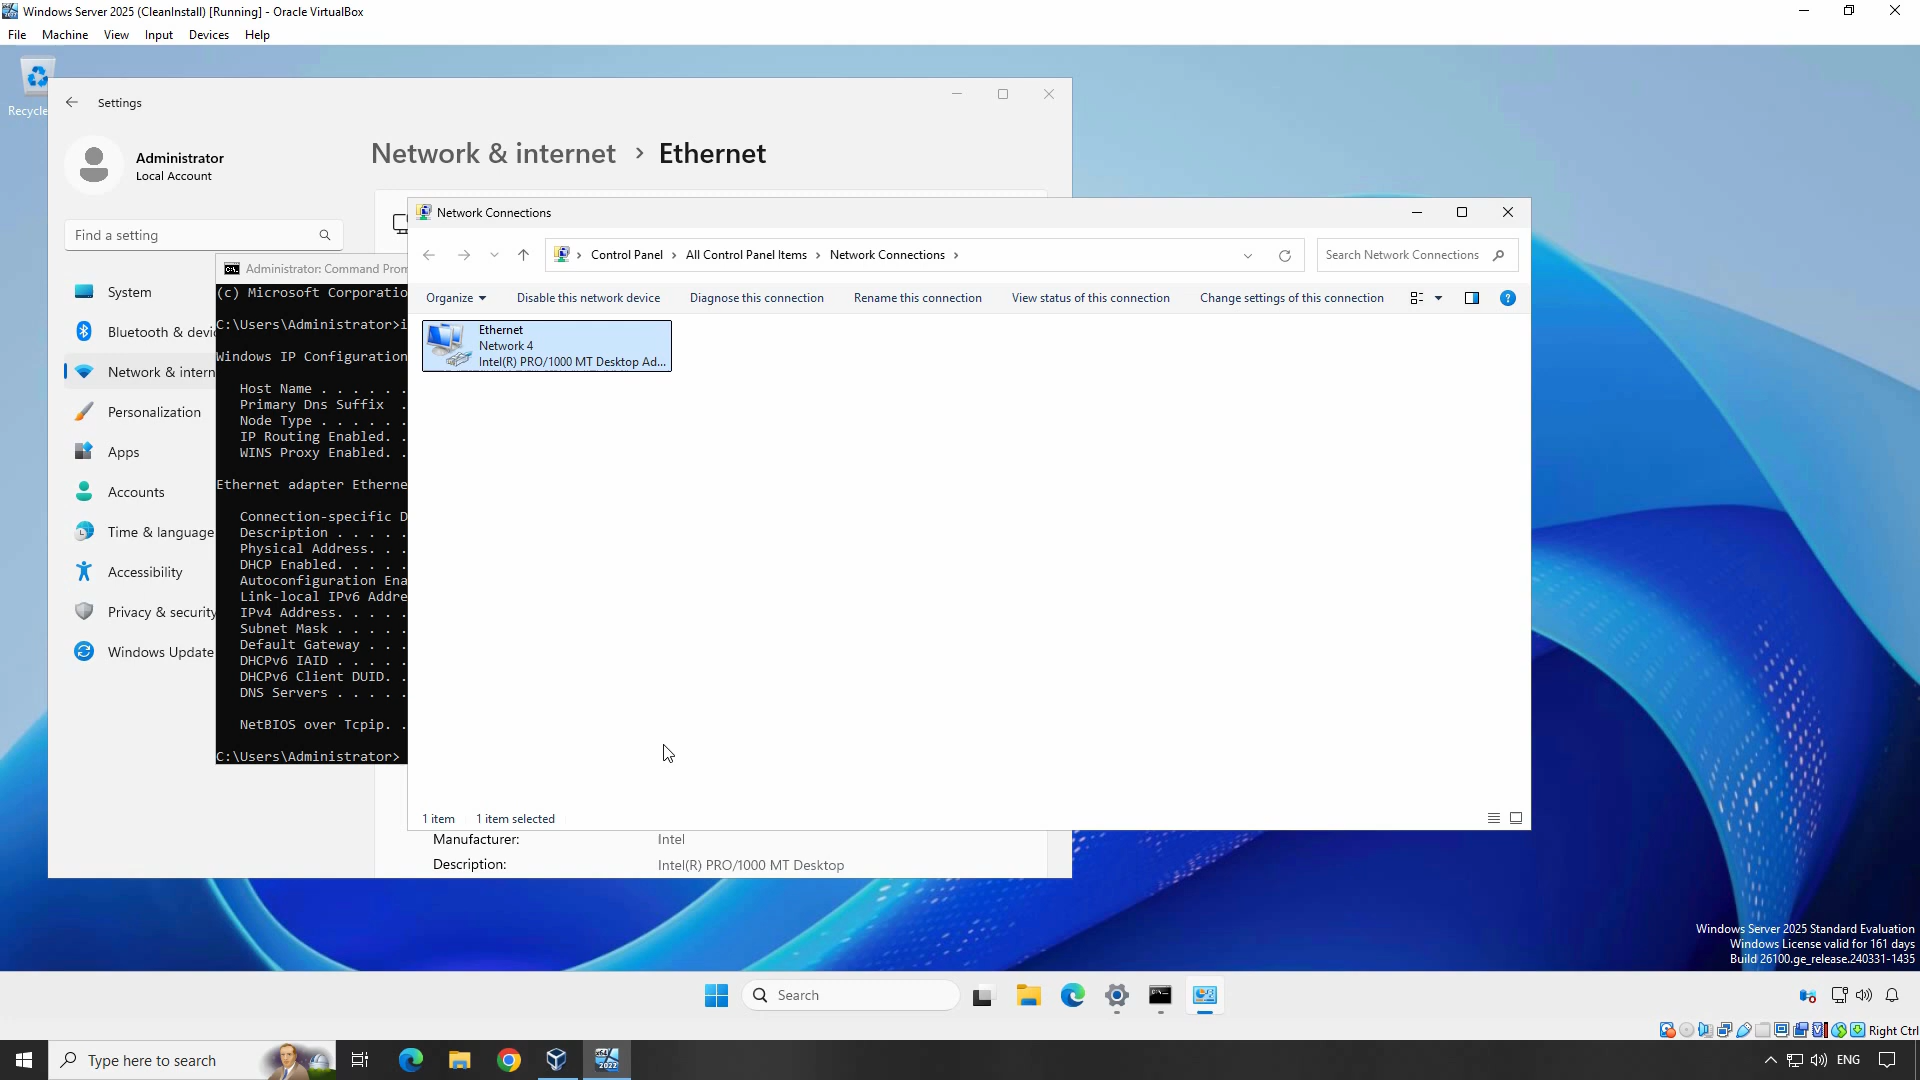 Windows Server 2025 (CleanInstall) [Running] - Oracle VirtualBox
File Machine View Input Devices Help
Recycle
Settings
Administrator
Local Account
Network & internet › Ethernet
Find a setting
System
Bluetooth & devic
Network & intern
Personalization
Apps
Accounts
Time & language
Accessibility
Privacy & security
Windows Update
Administrator: Command Prom
(c) Microsoft Corporatio
C:\Users\Administrator>i
Windows IP Configuration
Host Name . . . . . .
Primary Dns Suffix .
Node Type . . . . . .
IP Routing Enabled. .
WINS Proxy Enabled. .
Ethernet adapter Etherne
Connection-specific D
Description . . . . .
Physical Address. . .
DHCP Enabled. . . . .
Autoconfiguration Ena
Link-local IPv6 Addre
IPv4 Address. . . . .
Subnet Mask . . . . .
Default Gateway . . .
DHCPv6 IAID . . . . .
DHCPv6 Client DUID. .
DNS Servers . . . . .
NetBIOS over Tcpip. .
C:\Users\Administrator>
Network Connections
Control Panel › All Control Panel Items › Network Connections ›
Search Network Connections
Organize Disable this network device Diagnose this connection Rename this connection View status of this connection Change settings of this connection
Ethernet
Network 4
Intel(R) PRO/1000 MT Desktop Ad...
1 item 1 item selected
Manufacturer: Intel
Description: Intel(R) PRO/1000 MT Desktop
Windows Server 2025 Standard Evaluation
Windows License valid for 161 days
Build 26100.ge_release.240331-1435
Search
Right Ctrl
Type here to search
ENG